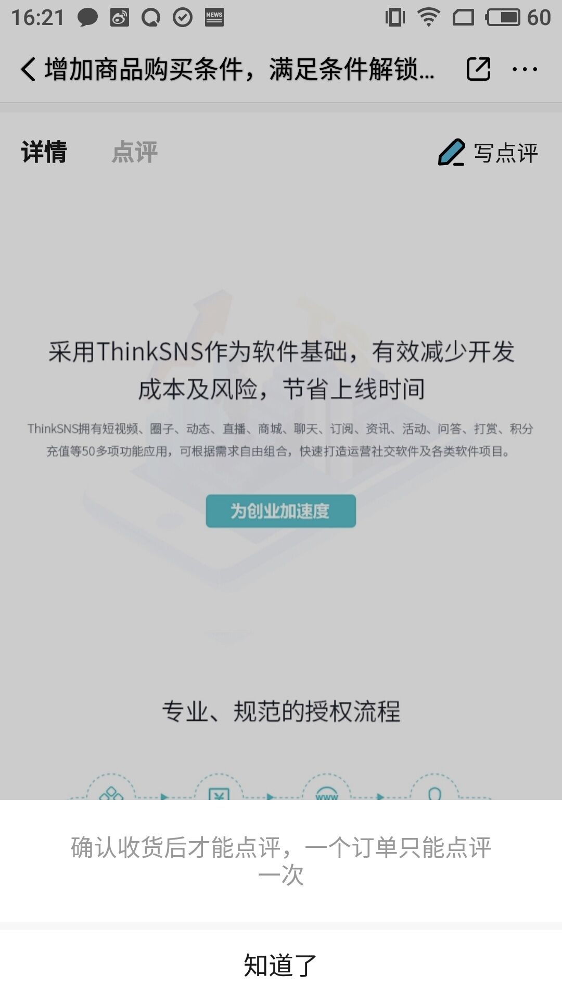 16:21
NEWS
60
增加商品购买条件，满足条件解锁...
详情
点评
写点评
TS
采用ThinkSNS作为软件基础，有效减少开发
成本及风险，节省上线时间
ThinkSNS拥有短视频、圈子、动态、直播、商城、聊天、订阅、资讯、活动、问答、打赏、积分
充值等50多项功能应用，可根据需求自由组合，快速打造运营社交软件及各类软件项目。
为创业加速度
专业、规范的授权流程
¥
WWW
确认收货后才能点评，一个订单只能点评
一次
知道了